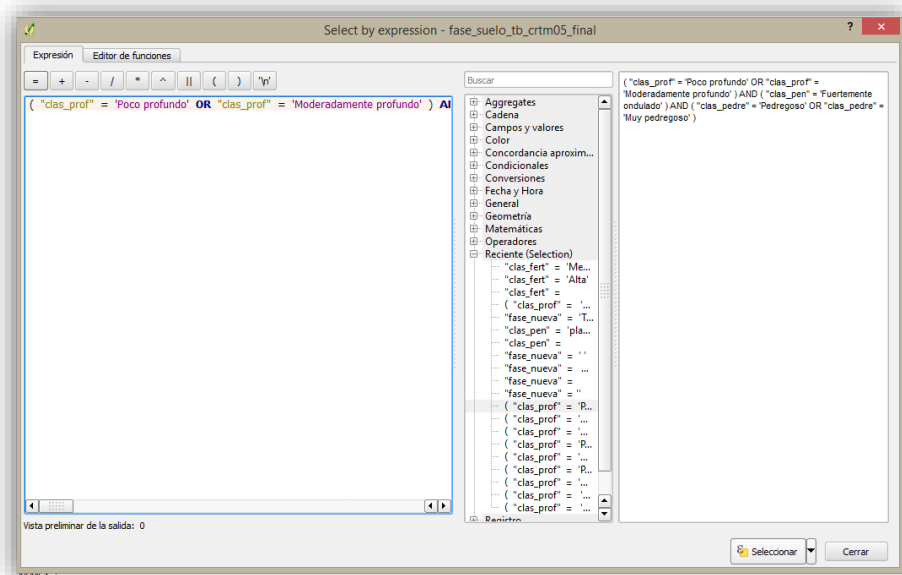 Select by expression - fase_suelo_tb_crtm05_final
? ×
Expresión Editor de funciones
= + - / * ^ || ( ) '\n'
( "clas_prof" = 'Poco profundo' OR "clas_prof" = 'Moderadamente profundo' ) AI
Vista preliminar de la salida: 0
Buscar
Aggregates
Cadena
Campos y valores
Color
Concordancia aproxim...
Condicionales
Conversiones
Fecha y Hora
General
Geometría
Matemáticas
Operadores
Reciente (Selection)
"clas_fert" = 'Me...
"clas_fert" = 'Alta'
"clas_fert" =
( "clas_prof" = '...
"fase_nueva" = 'T...
"clas_pen" = 'pla...
"clas_pen" =
"fase_nueva" = ' '
"fase_nueva" = ...
"fase_nueva" =
"fase_nueva" = ''
( "clas_prof" = 'P...
( "clas_prof" = '...
( "clas_prof" = '...
( "clas_prof" = 'P...
( "clas_prof" = '...
( "clas_prof" = 'P...
( "clas_prof" = '...
( "clas_prof" = '...
( "clas_prof" = '...
Registro
( "clas_prof" = 'Poco profundo' OR "clas_prof" =
'Moderadamente profundo' ) AND ( "clas_pen" = 'Fuertemente
ondulado' ) AND ( "clas_pedre" = 'Pedregoso' OR "clas_pedre" =
'Muy pedregoso' )
Seleccionar Cerrar